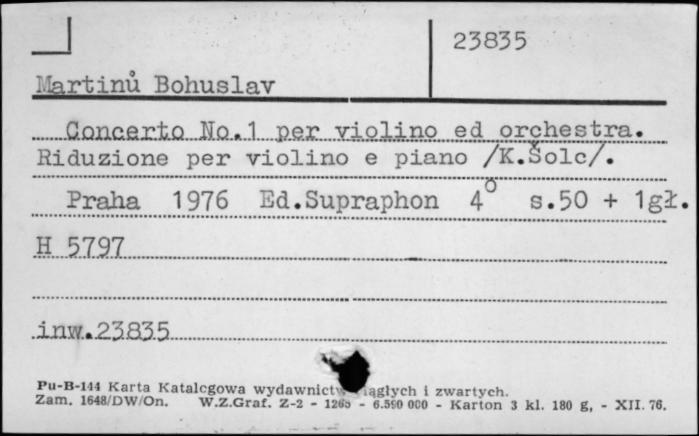 23835
Martinů Bohuslav
Concerto No.1 per violino ed orchestra.
Riduzione per violino e piano /K.Šolc/.
Praha 1976 Ed.Supraphon 4° s.50 + 1gł.
H 5797
inw.23835
Pu-B-144 Karta Katalogowa wydawnictw ciągłych i zwartych.
Zam. 1648/DW/On. W.Z.Graf. Z-2 - 1265 - 6.590 000 - Karton 3 kl. 180 g, - XII. 76.